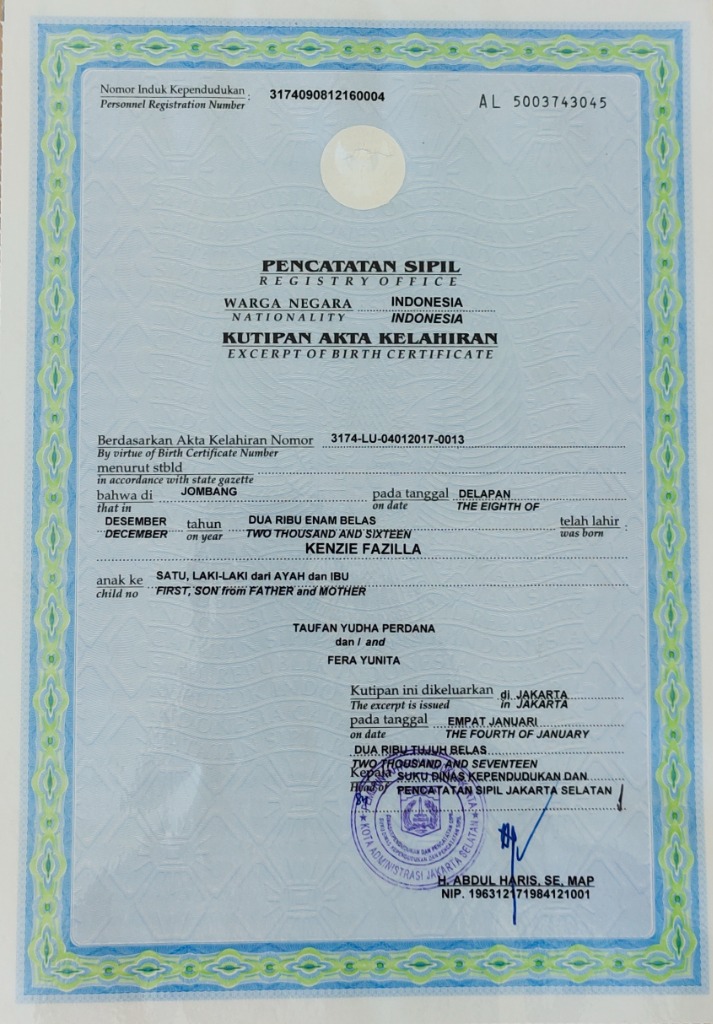 Nomor Induk Kependudukan : 3174090812160004
Personnel Registration Number
AL 5003743045
PENCATATAN SIPIL
REGISTRY OFFICE
WARGA NEGARA INDONESIA
NATIONALITY INDONESIA
KUTIPAN AKTA KELAHIRAN
EXCERPT OF BIRTH CERTIFICATE
Berdasarkan Akta Kelahiran Nomor 3174-LU-04012017-0013
By virtue of Birth Certificate Number
menurut stbld
in accordance with state gazette
bahwa di JOMBANG pada tanggal DELAPAN
that in on date THE EIGHTH OF
DESEMBER tahun DUA RIBU ENAM BELAS telah lahir :
DECEMBER on year TWO THOUSAND AND SIXTEEN was born
KENZIE FAZILLA
anak ke SATU, LAKI-LAKI dari AYAH dan IBU
child no FIRST, SON from FATHER and MOTHER
TAUFAN YUDHA PERDANA
dan / and
FERA YUNITA
Kutipan ini dikeluarkan di JAKARTA
The excerpt is issued in JAKARTA
pada tanggal EMPAT JANUARI
on date THE FOURTH OF JANUARY
DUA RIBU TUJUH BELAS
TWO THOUSAND AND SEVENTEEN
Kepala SUKU DINAS KEPENDUDUKAN DAN
Head of PENCATATAN SIPIL JAKARTA SELATAN
KOTA ADMINISTRASI JAKARTA SELATAN
H. ABDUL HARIS, SE, MAP
NIP. 196312171984121001